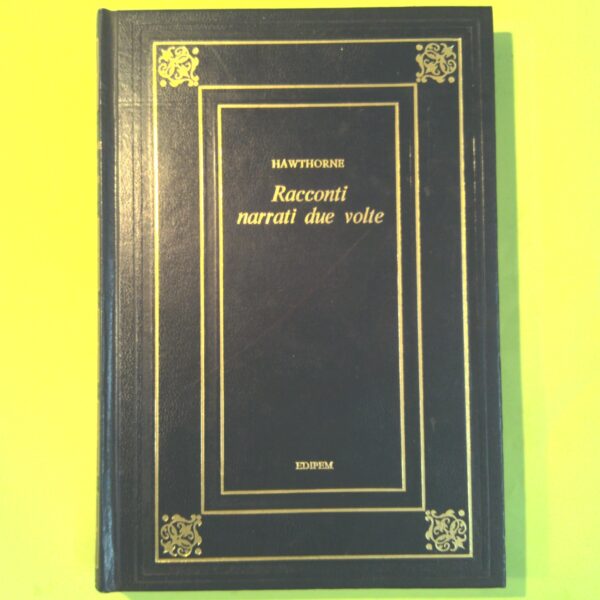 HAWTHORNE
Racconti
narrati due volte
EDIPEM